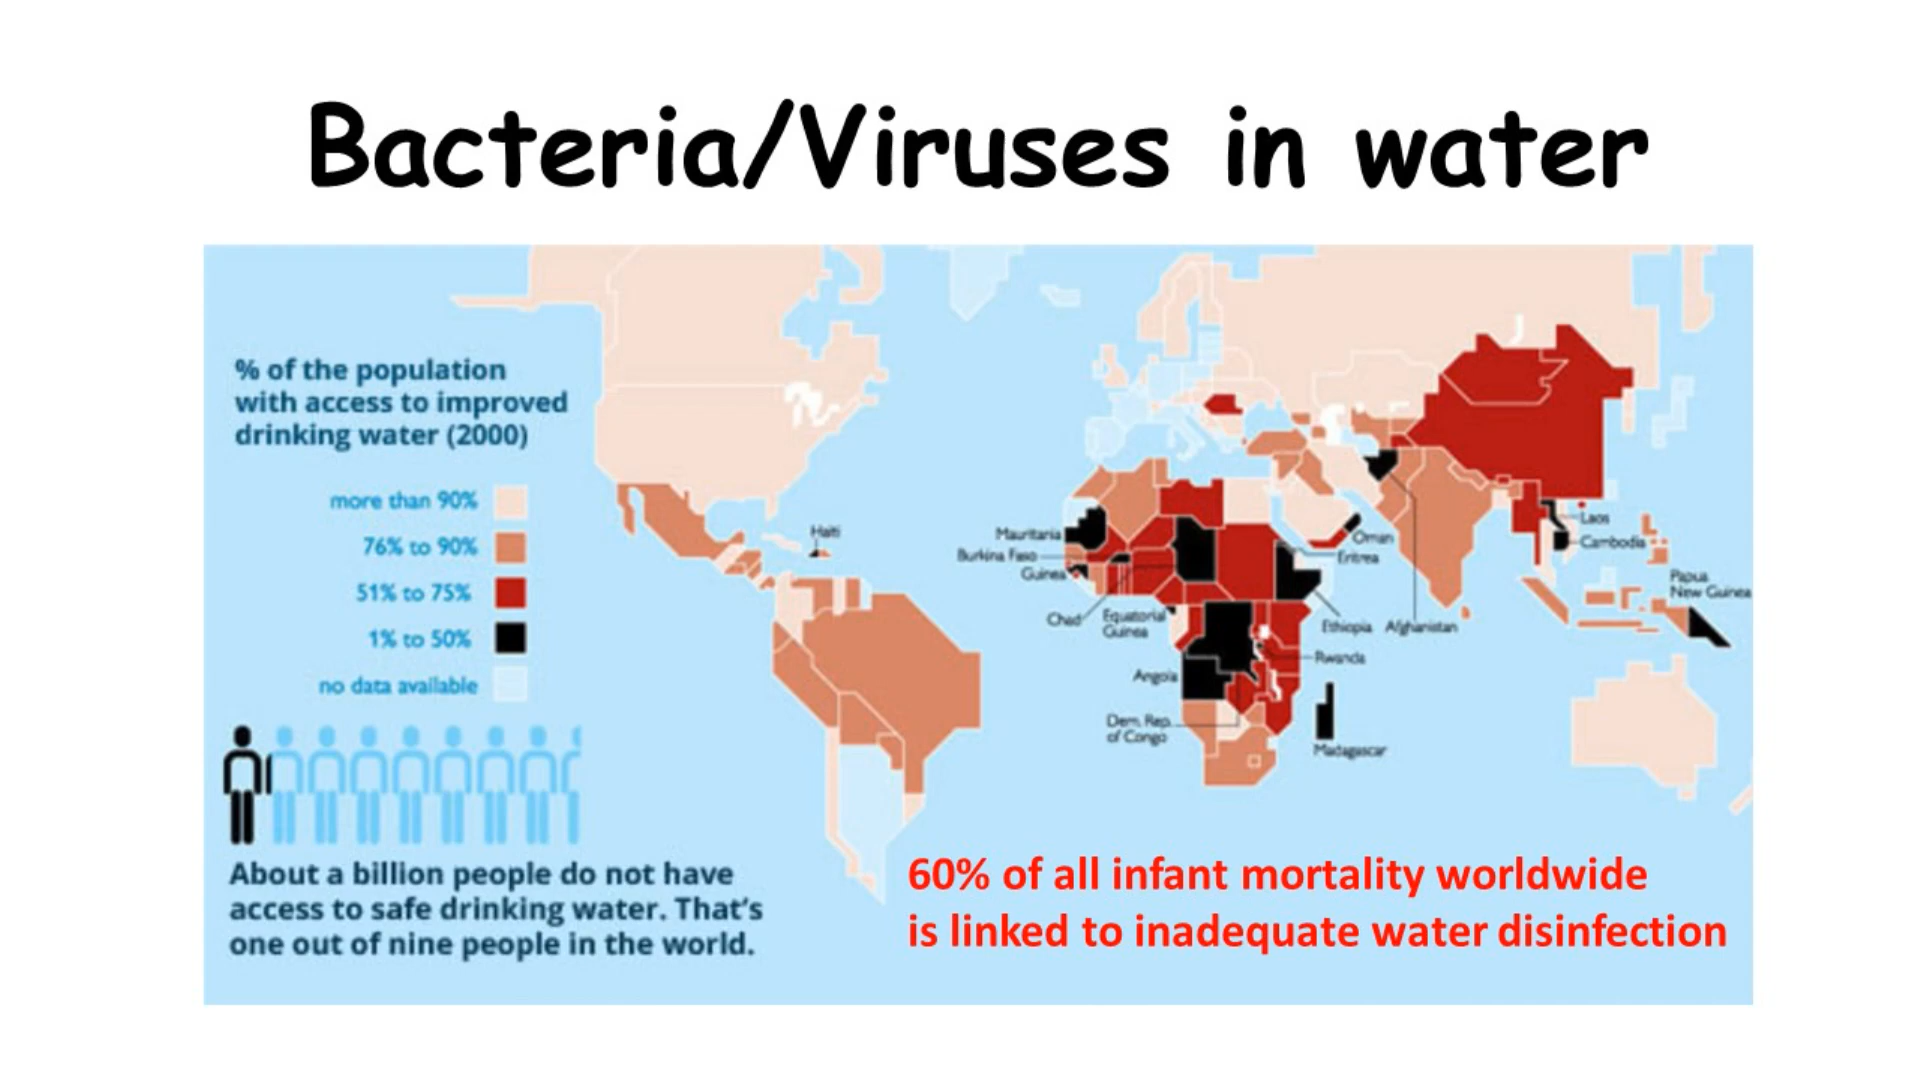 Bacteria/Viruses in water
% of the population
with access to improved
drinking water (2000)
more than 90%
76% to 90%
51% to 75%
1% to 50%
no data available
About a billion people do not have
access to safe drinking water. That's
one out of nine people in the world.
Haiti
Mauritania
Burkina Faso
Guinea
Chad
Equatorial
Guinea
Angola
Dem. Rep.
of Congo
Oman
Eritrea
Ethiopia
Afghanistan
Rwanda
Madagascar
Laos
Cambodia
Papua
New Guinea
60% of all infant mortality worldwide
is linked to inadequate water disinfection